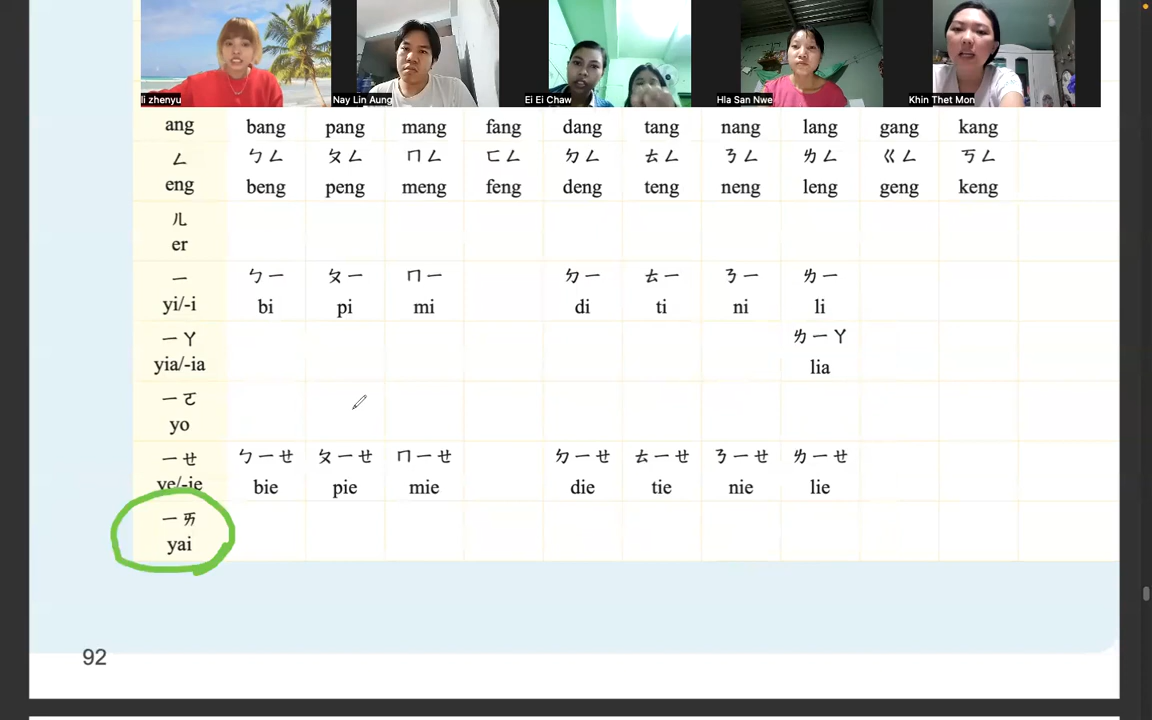 li zhenyu
Nay Lin Aung
Ei Ei Chaw
Hla San Nwe
Khin Thet Mon
ang bang pang mang fang dang tang nang lang gang kang
ㄥ ㄅㄥ ㄆㄥ ㄇㄥ ㄈㄥ ㄉㄥ ㄊㄥ ㄋㄥ ㄌㄥ ㄍㄥ ㄎㄥ
eng beng peng meng feng deng teng neng leng geng keng
ㄦ
er
ㄧ ㄅㄧ ㄆㄧ ㄇㄧ ㄉㄧ ㄊㄧ ㄋㄧ ㄌㄧ
yi/-i bi pi mi di ti ni li
ㄧㄚ ㄌㄧㄚ
yia/-ia lia
ㄧㄛ
yo
ㄧㄝ ㄅㄧㄝ ㄆㄧㄝ ㄇㄧㄝ ㄉㄧㄝ ㄊㄧㄝ ㄋㄧㄝ ㄌㄧㄝ
ye/-ie bie pie mie die tie nie lie
ㄧㄞ
yai
92